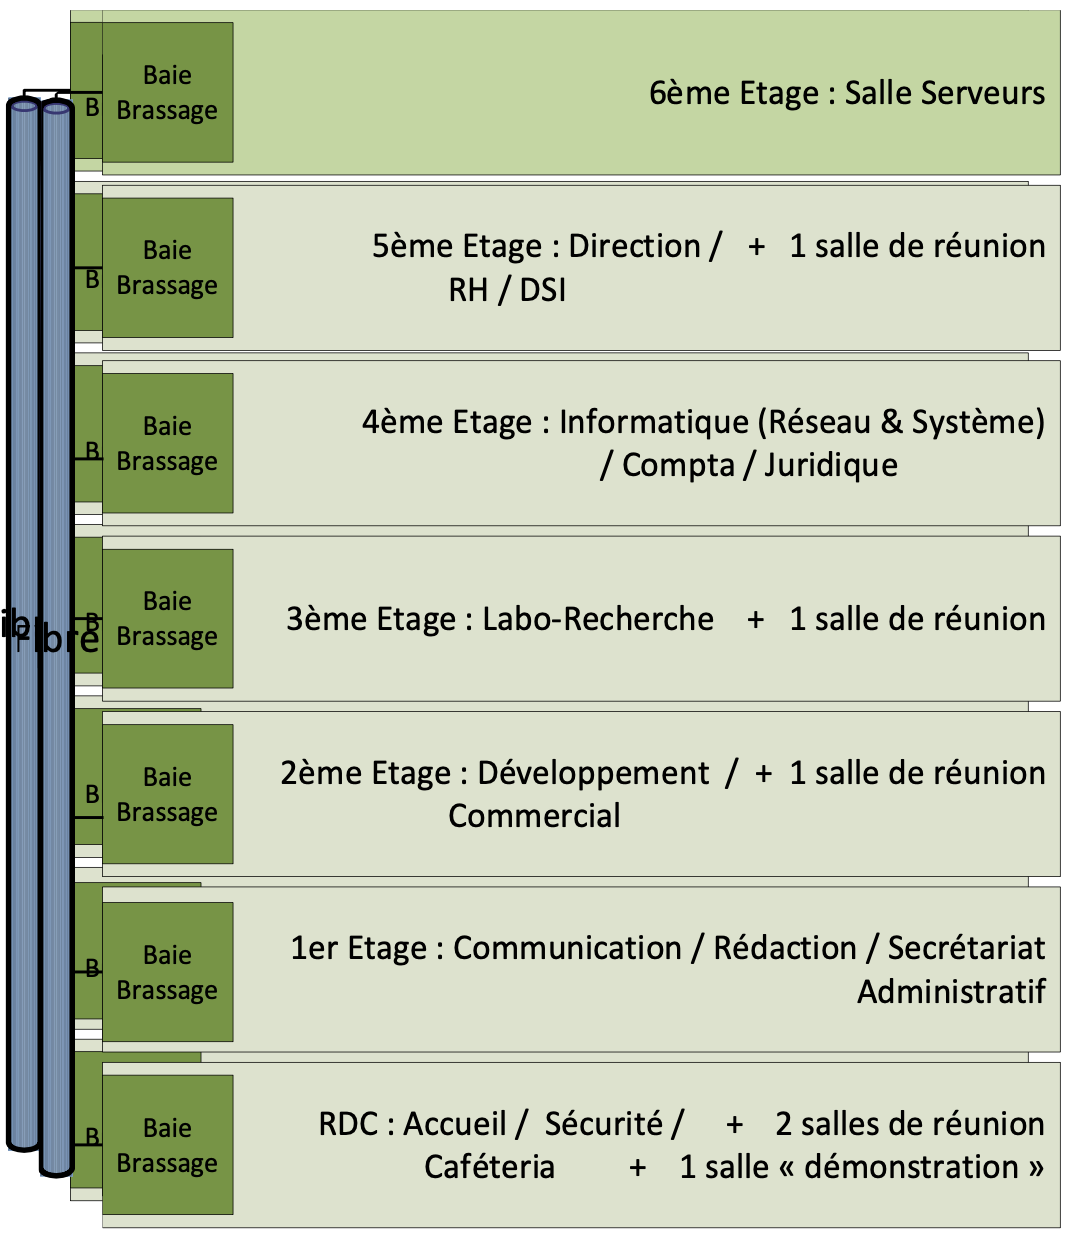 Baie
B Brassage
6ème Etage : Salle Serveurs
Baie
B Brassage
5ème Etage : Direction / + 1 salle de réunion
RH / DSI
Baie
B Brassage
4ème Etage : Informatique (Réseau & Système)
/ Compta / Juridique
Baie
B Brassage
3ème Etage : Labo-Recherche + 1 salle de réunion
Fibre
Baie
B Brassage
2ème Etage : Développement / + 1 salle de réunion
Commercial
Baie
B Brassage
1er Etage : Communication / Rédaction / Secrétariat
Administratif
Baie
B Brassage
RDC : Accueil / Sécurité / + 2 salles de réunion
Caféteria + 1 salle « démonstration »